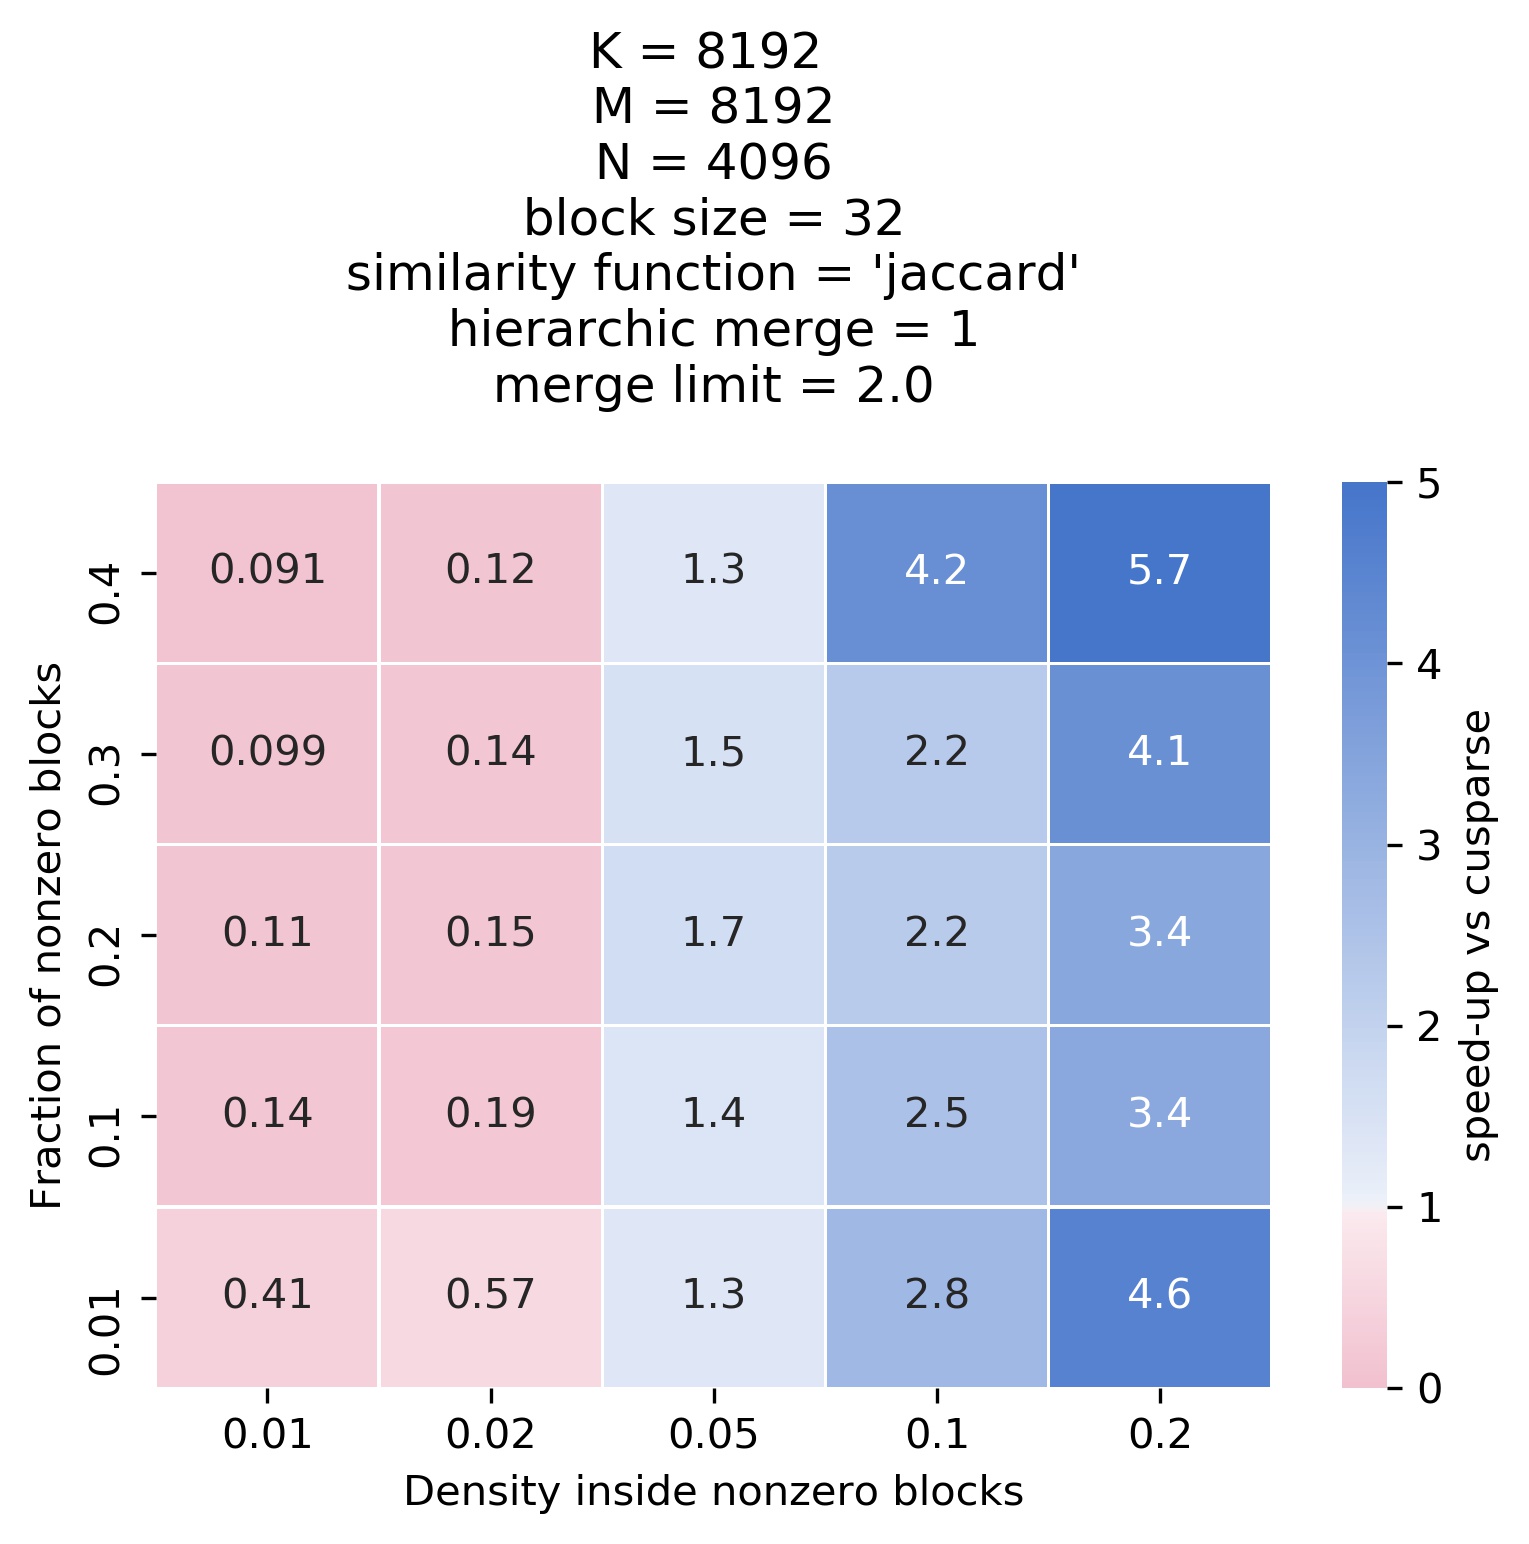 K = 8192
M = 8192
N = 4096
block size = 32
similarity function = 'jaccard'
hierarchic merge = 1
merge limit = 2.0
Fraction of nonzero blocks
0.4 0.091 0.12 1.3 4.2 5.7
0.3 0.099 0.14 1.5 2.2 4.1
0.2 0.11 0.15 1.7 2.2 3.4
0.1 0.14 0.19 1.4 2.5 3.4
0.01 0.41 0.57 1.3 2.8 4.6
0.01 0.02 0.05 0.1 0.2
Density inside nonzero blocks
5
4
3
2
1
0
speed-up vs cusparse